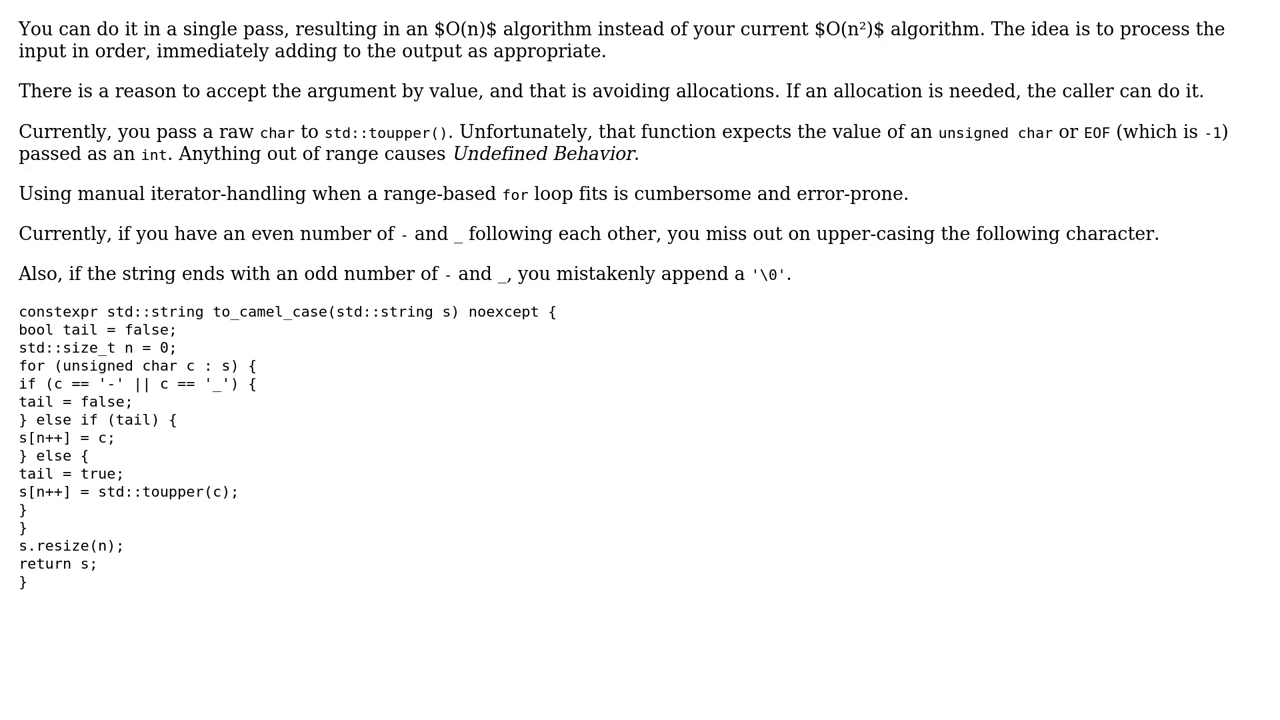 You can do it in a single pass, resulting in an $O(n)$ algorithm instead of your current $O(n²)$ algorithm. The idea is to process the
input in order, immediately adding to the output as appropriate.
There is a reason to accept the argument by value, and that is avoiding allocations. If an allocation is needed, the caller can do it.
Currently, you pass a raw char to std::toupper(). Unfortunately, that function expects the value of an unsigned char or EOF (which is -1)
passed as an int. Anything out of range causes Undefined Behavior.
Using manual iterator-handling when a range-based for loop fits is cumbersome and error-prone.
Currently, if you have an even number of - and _ following each other, you miss out on upper-casing the following character.
Also, if the string ends with an odd number of - and _, you mistakenly append a '\0'.
constexpr std::string to_camel_case(std::string s) noexcept {
bool tail = false;
std::size_t n = 0;
for (unsigned char c : s) {
if (c == '-' || c == '_') {
tail = false;
} else if (tail) {
s[n++] = c;
} else {
tail = true;
s[n++] = std::toupper(c);
}
}
s.resize(n);
return s;
}